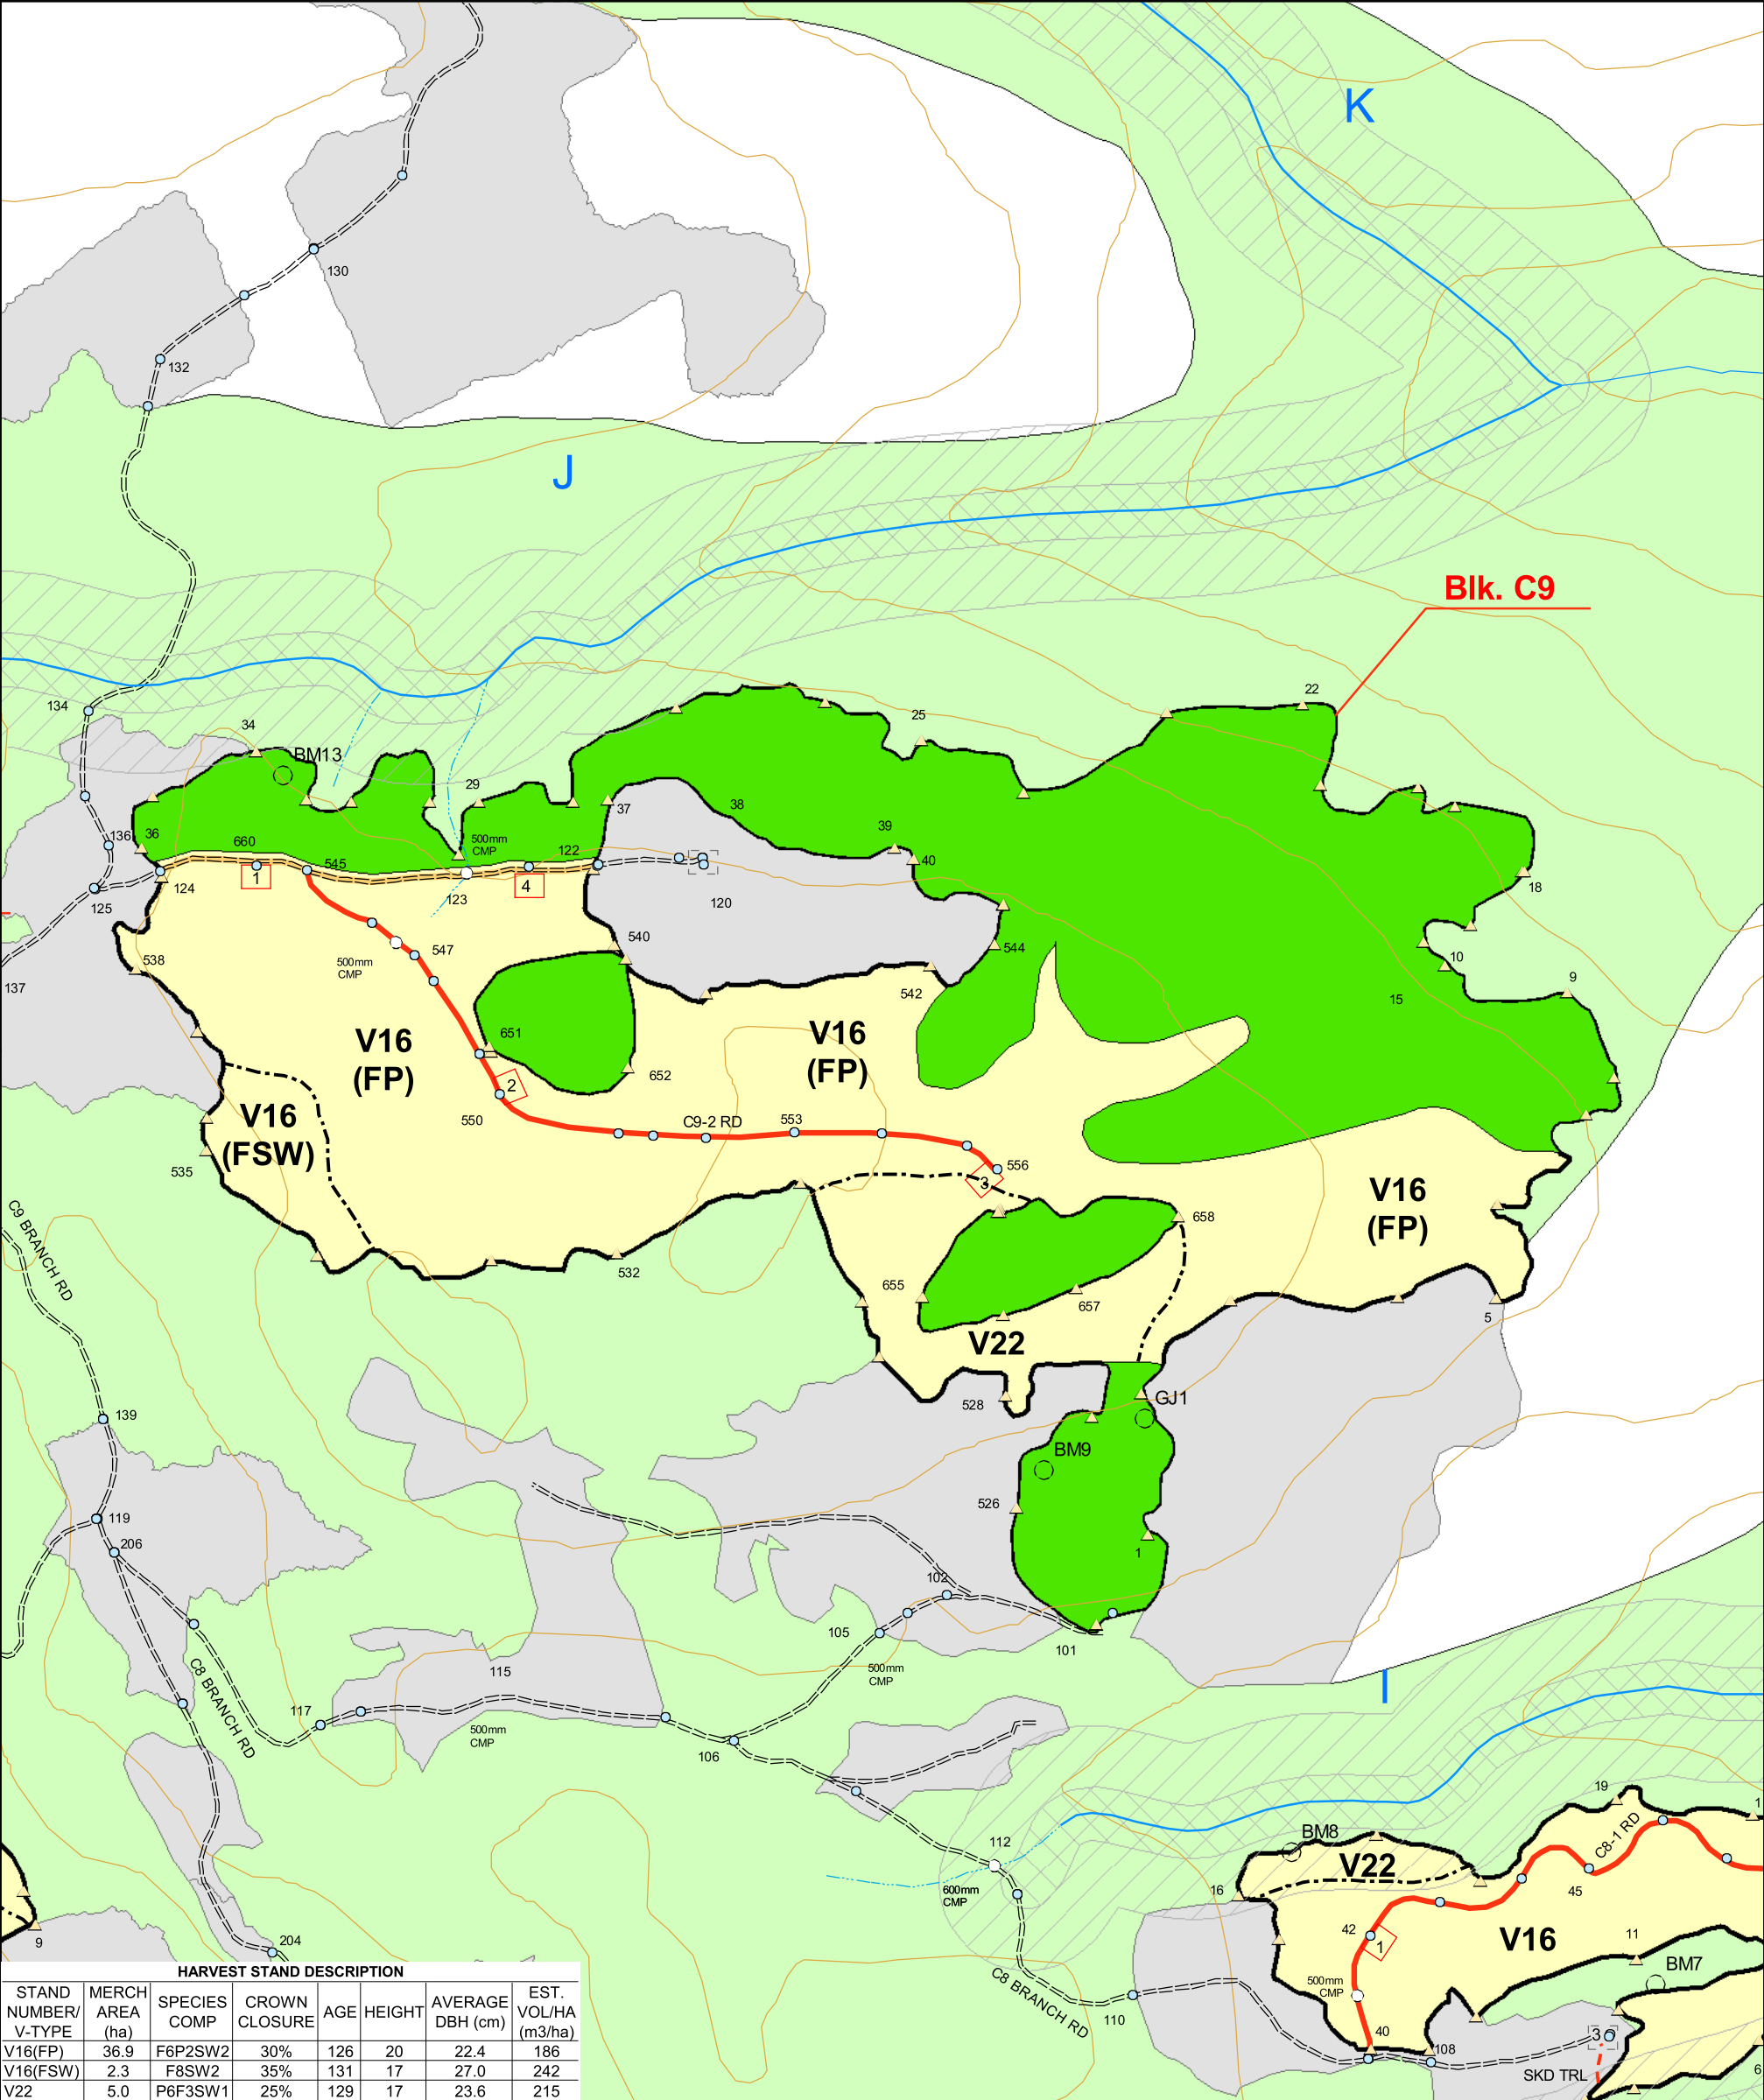 K
130
132
J
Blk. C9
22
134
25
34
BM13
29
37
38
136
36
660
500mm
CMP
122
39
40
545
1
4
18
125
124
123
120
540
547
544
500mm
CMP
538
10
9
137
542
15
651
V16
(FP)
V16
(FP)
652
2
V16
(FSW)
550
C9-2 RD
553
556
535
3
V16
(FP)
658
C9 BRANCH RD
532
655
657
5
V22
528
GJ1
139
BM9
526
119
206
1
102
105
101
500mm
CMP
115
I
C8 BRANCH RD
117
500mm
CMP
106
19
1
C8-1 RD
112
BM8
V22
600mm
CMP
16
45
42
1
11
V16
9
204
BM7
C8 BRANCH RD
500mm
CMP
110
40
3
108
SKD TRL
6
HARVEST STAND DESCRIPTION
STAND NUMBER/ V-TYPE MERCH AREA (ha) SPECIES COMP CROWN CLOSURE AGE HEIGHT AVERAGE DBH (cm) EST. VOL/HA (m3/ha)
V16(FP) 36.9 F6P2SW2 30% 126 20 22.4 186
V16(FSW) 2.3 F8SW2 35% 131 17 27.0 242
V22 5.0 P6F3SW1 25% 129 17 23.6 215